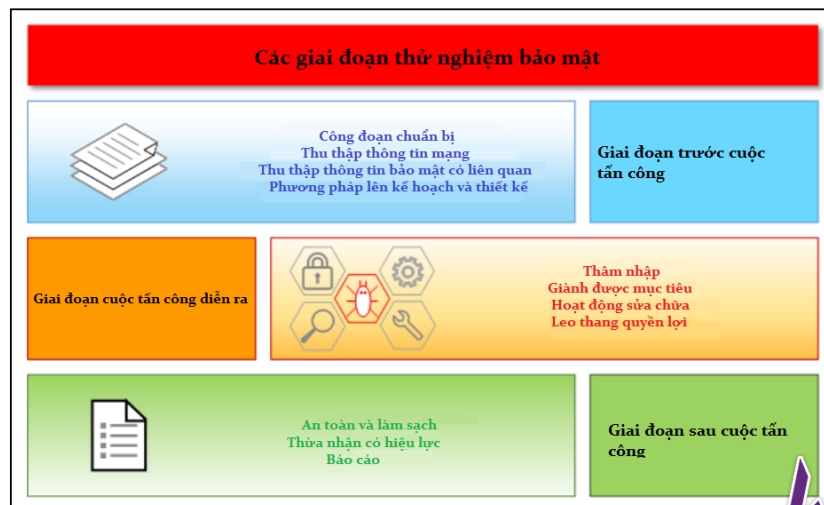 Các giai đoạn thử nghiệm bảo mật
Công đoạn chuẩn bị
Thu thập thông tin mạng
Thu thập thông tin bảo mật có liên quan
Phương pháp lên kế hoạch và thiết kế
Giai đoạn trước cuộc
tấn công
Giai đoạn cuộc tấn công diễn ra
Thâm nhập
Giành được mục tiêu
Hoạt động sửa chữa
Leo thang quyền lợi
An toàn và làm sạch
Thừa nhận có hiệu lực
Báo cáo
Giai đoạn sau cuộc tấn
công